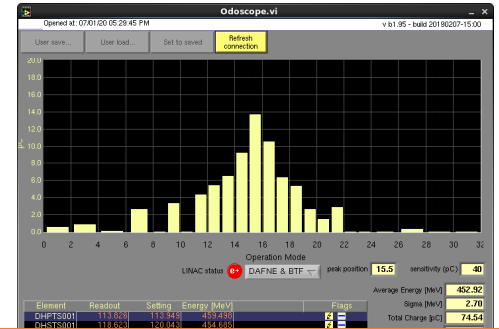 Odoscope.vi
Opened at: 07/01/20 05:29:45 PM
v b1.95 - build 20190207-15:00
User save...
User load...
Set to saved
Refresh connection
20.0
18.0
16.0
14.0
12.0
10.0
8.0
6.0
4.0
2.0
0.0
pC
0 2 4 6 8 10 12 14 16 18 20 22 24 26 28 30 32
Operation Mode
LINAC status e+ DAFNE & BTF peak position 15.5 sensitivity (pC) 40
Average Energy [MeV] 452.92
Sigma [MeV] 2.70
Total Charge [pC] 74.54
Element Readout Setting Energy [MeV] Flags
DHPTS001 113.826 113.949 459.498
DHSTS001 118.623 120.043 454.685